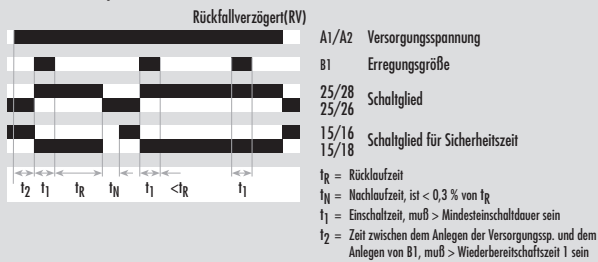 Rückfallverzögert(RV)
A1/A2 Versorgungsspannung
B1 Erregungsgröße
25/28
25/26 Schaltglied
15/16
15/18 Schaltglied für Sicherheitszeit
tR = Rücklaufzeit
tN = Nachlaufzeit, ist < 0,3 % von tR
t1 = Einschaltzeit, muß > Mindesteinschaltdauer sein
t2 = Zeit zwischen dem Anlegen der Versorgungssp. und dem
Anlegen von B1, muß > Wiederbereitschaftszeit 1 sein
t2 t1 tR tN t1 <tR t1